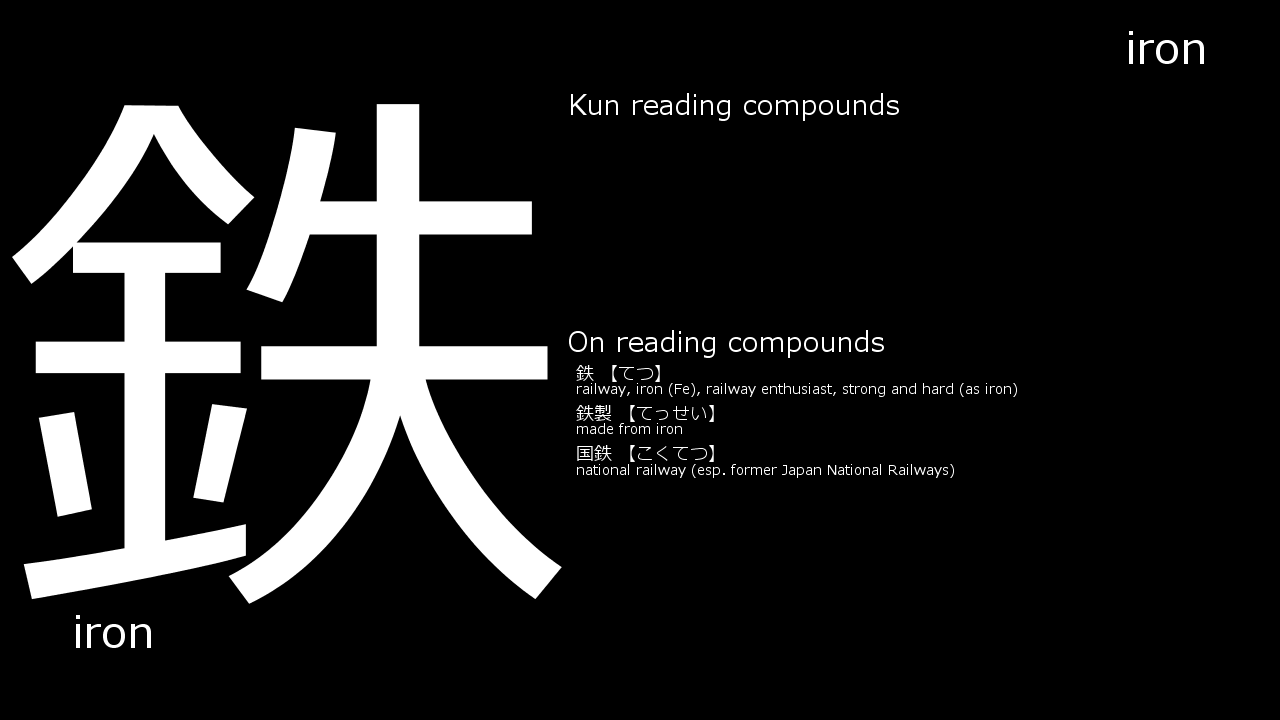 iron
鉄
Kun reading compounds
On reading compounds
鉄 【てつ】
railway, iron (Fe), railway enthusiast, strong and hard (as iron)
鉄製 【てっせい】
made from iron
国鉄 【こくてつ】
national railway (esp. former Japan National Railways)
iron